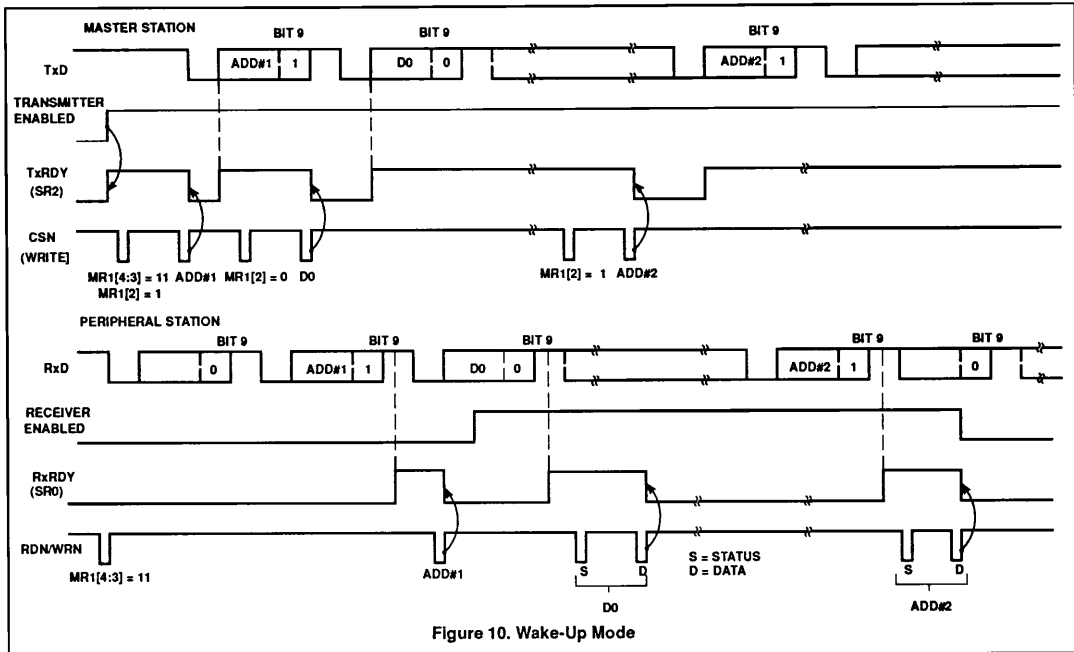 MASTER STATION
BIT 9 BIT 9 BIT 9
TxD ADD#1 1 D0 0 ADD#2 1
TRANSMITTER
ENABLED
TxRDY
(SR2)
CSN
(WRITE]
MR1[4:3] = 11 ADD#1 MR1[2] = 0 D0 MR1[2] = 1 ADD#2
MR1[2] = 1
PERIPHERAL STATION
BIT 9 BIT 9 BIT 9 BIT 9 BIT 9
RxD 0 ADD#1 1 D0 0 ADD#2 1 0
RECEIVER
ENABLED
RxRDY
(SR0)
RDN/WRN
MR1[4:3] = 11 ADD#1 S D S = STATUS S D
D = DATA
D0 ADD#2
Figure 10. Wake-Up Mode